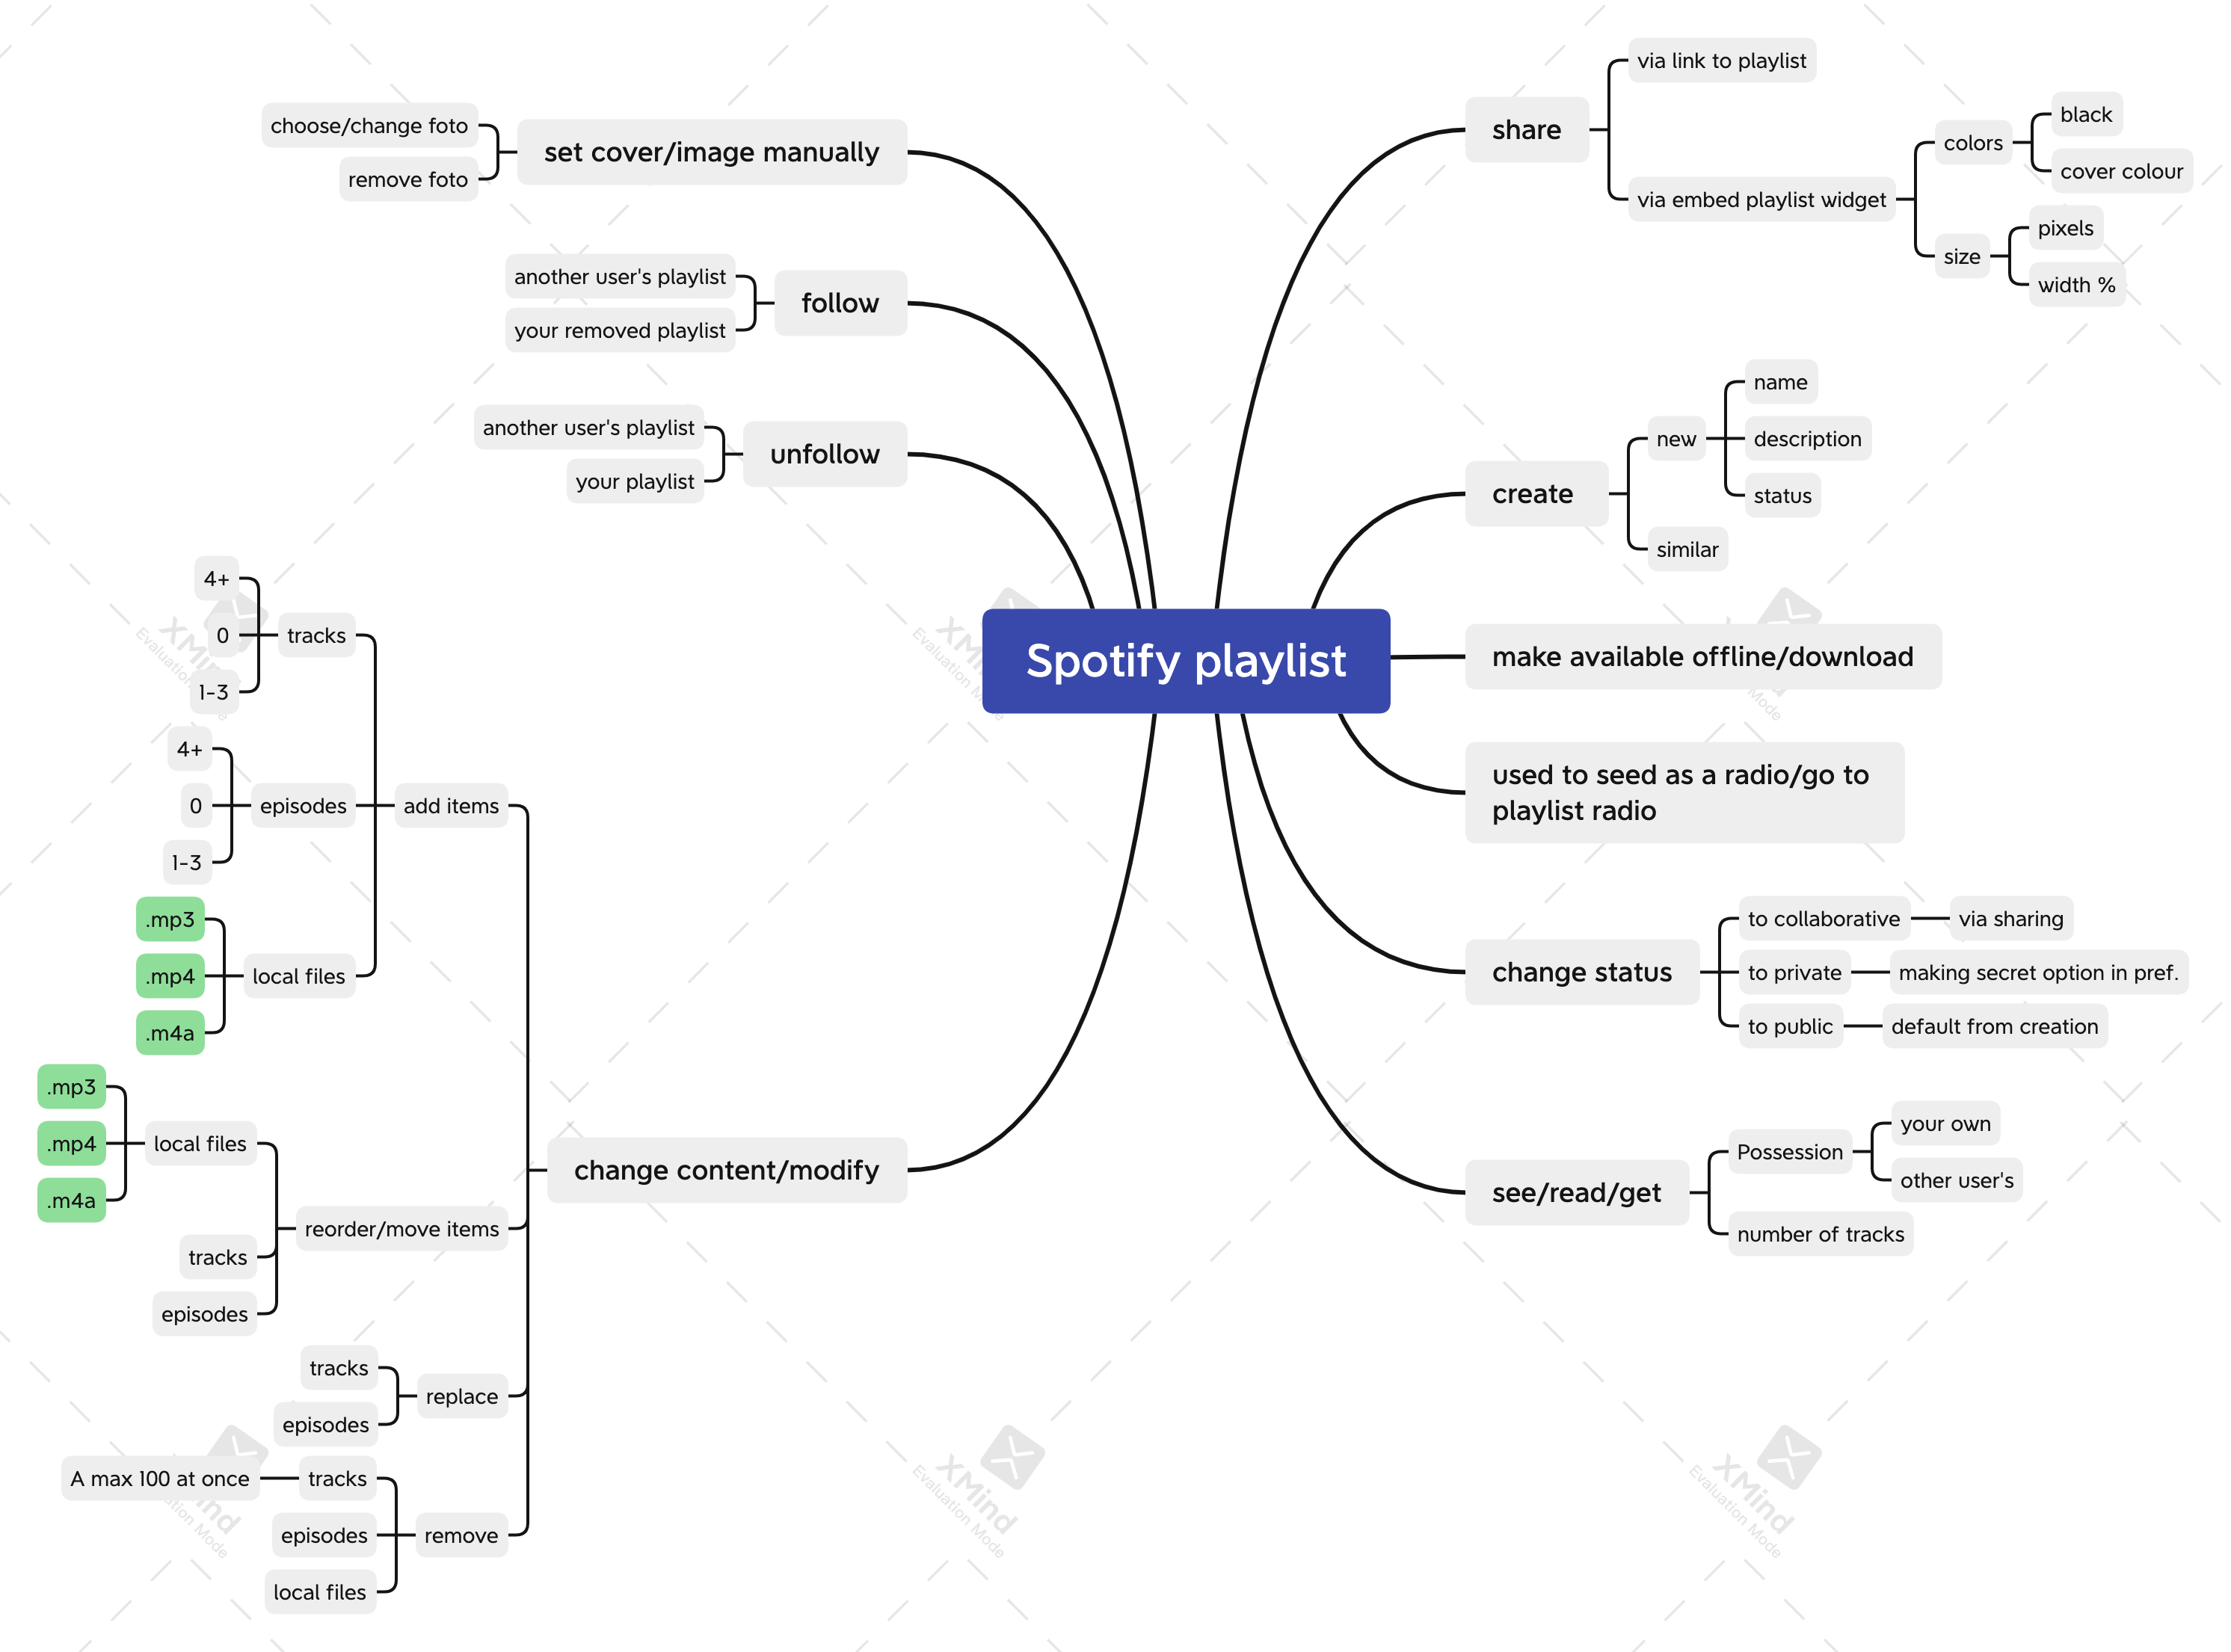 Spotify playlist
share
via link to playlist
via embed playlist widget
colors
black
cover colour
size
pixels
width %
create
new
name
description
status
similar
make available offline/download
used to seed as a radio/go to
playlist radio
change status
to collaborative
via sharing
to private
making secret option in pref.
to public
default from creation
see/read/get
Possession
your own
other user's
number of tracks
set cover/image manually
choose/change foto
remove foto
follow
another user's playlist
your removed playlist
unfollow
another user's playlist
your playlist
change content/modify
add items
tracks
4+
0
1-3
episodes
4+
0
1-3
local files
.mp3
.mp4
.m4a
reorder/move items
local files
.mp3
.mp4
.m4a
tracks
episodes
replace
tracks
episodes
remove
tracks
A max 100 at once
episodes
local files
XMind
Evaluation Mode
XMind
Evaluation Mode